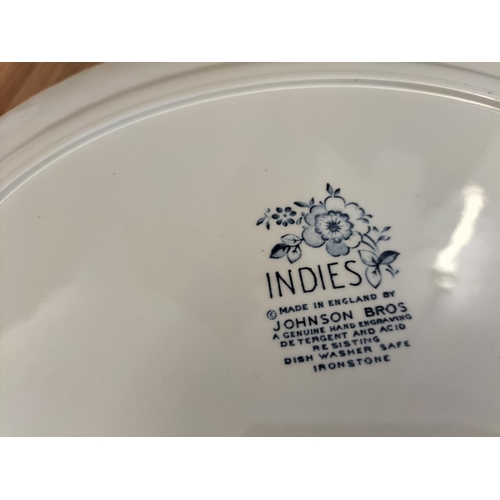 INDIES
© MADE IN ENGLAND BY
JOHNSON BROS
A GENUINE HAND ENGRAVING
DETERGENT AND ACID
RESISTING
DISH WASHER SAFE
IRONSTONE